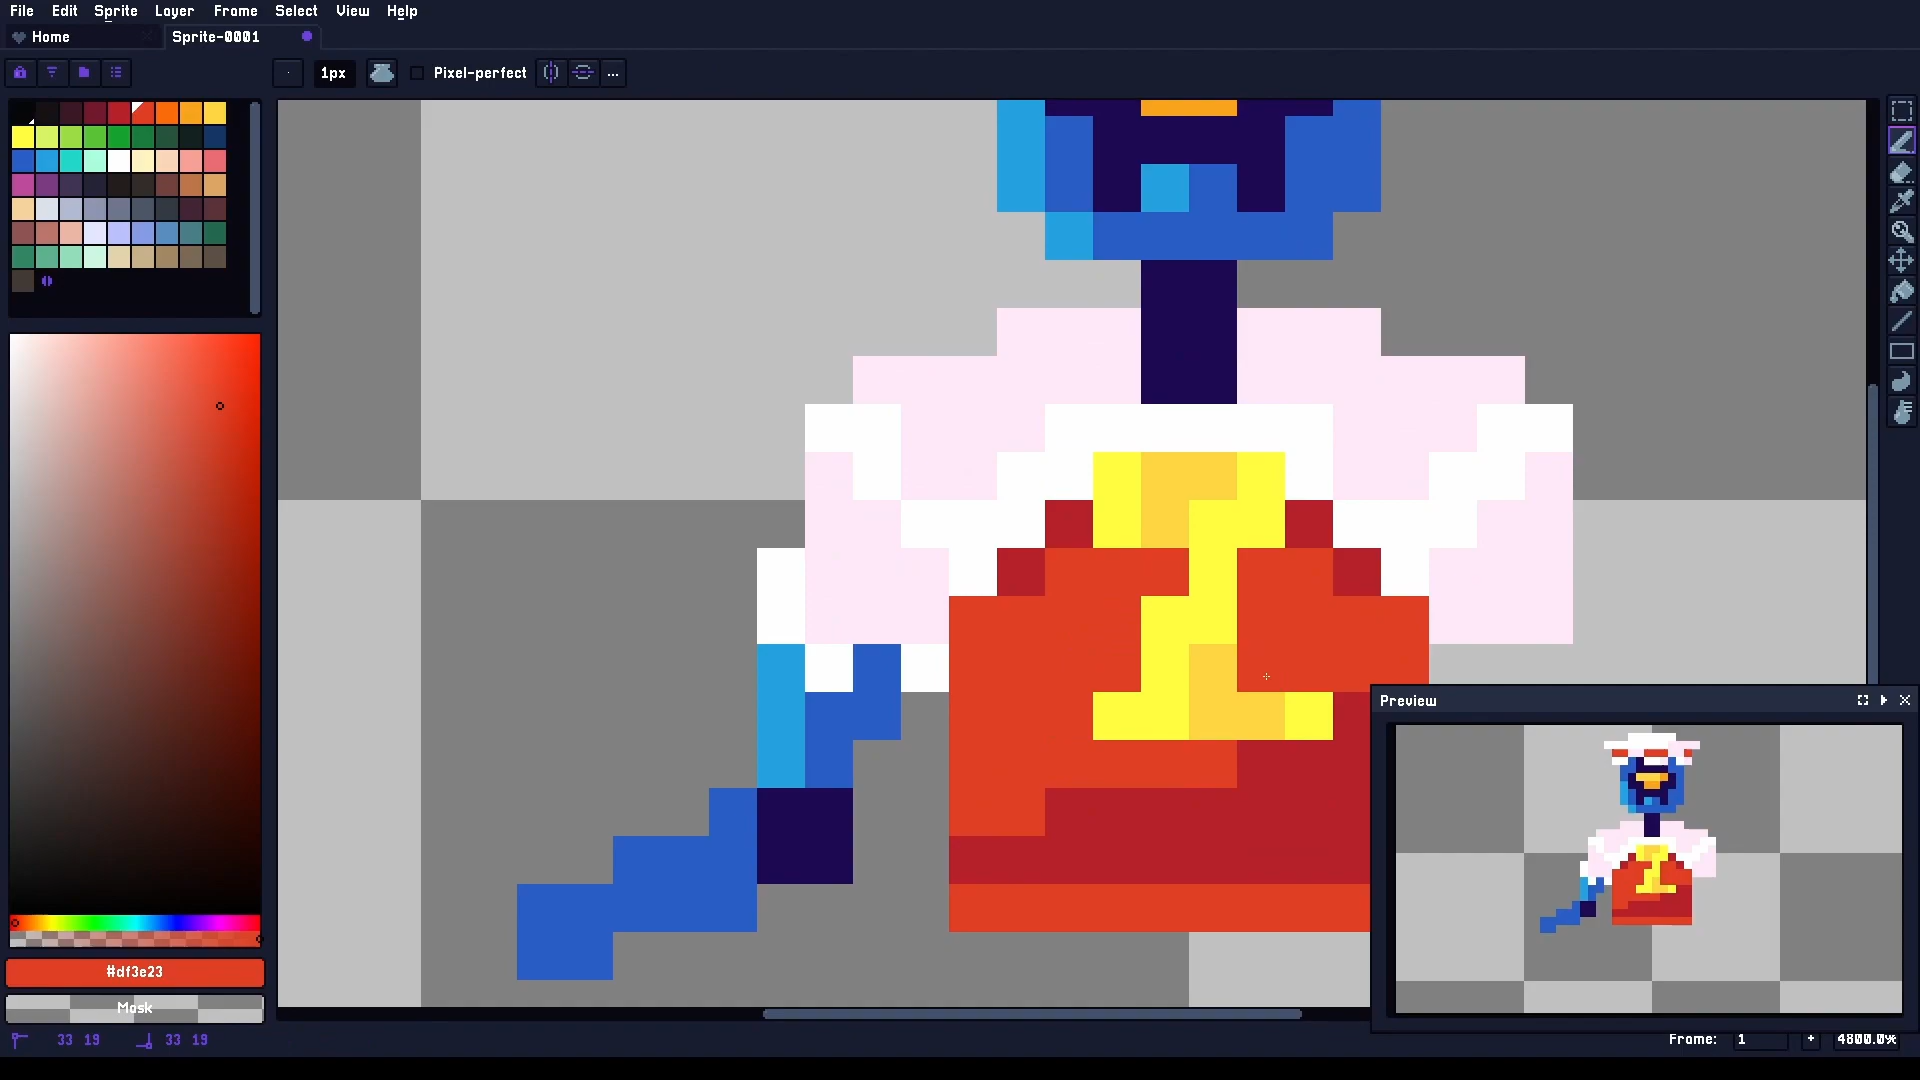 File Edit Sprite Layer Frame Select View Help
Home Sprite-0001
1px Pixel-perfect ...
Preview
#df3e23
Mask
33 19 33 19
Frame: 1 + 4800.0%